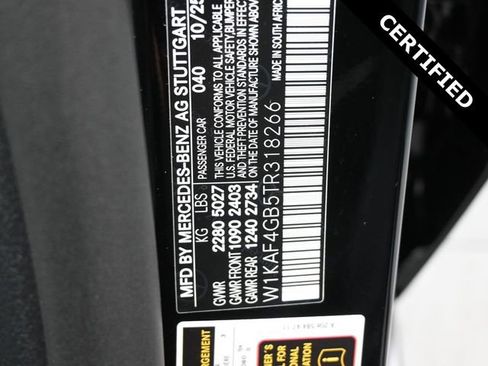 CERTIFIED
MFD BY MERCEDES-BENZ AG STUTTGART
PASSENGER CAR 040 10/25
KG LBS
THIS VEHICLE CONFORMS TO ALL APPLICABLE
GVWR 2280 5027 U.S. FEDERAL MOTOR VEHICLE SAFETY, BUMPER
GAWR FRONT 1090 2403 AND THEFT PREVENTION STANDARDS IN EFFECT
GAWR REAR 1240 2734 ON THE DATE OF MANUFACTURE SHOWN ABOVE
W1KAF4GB5TR318266
MADE IN SOUTH AFRICA